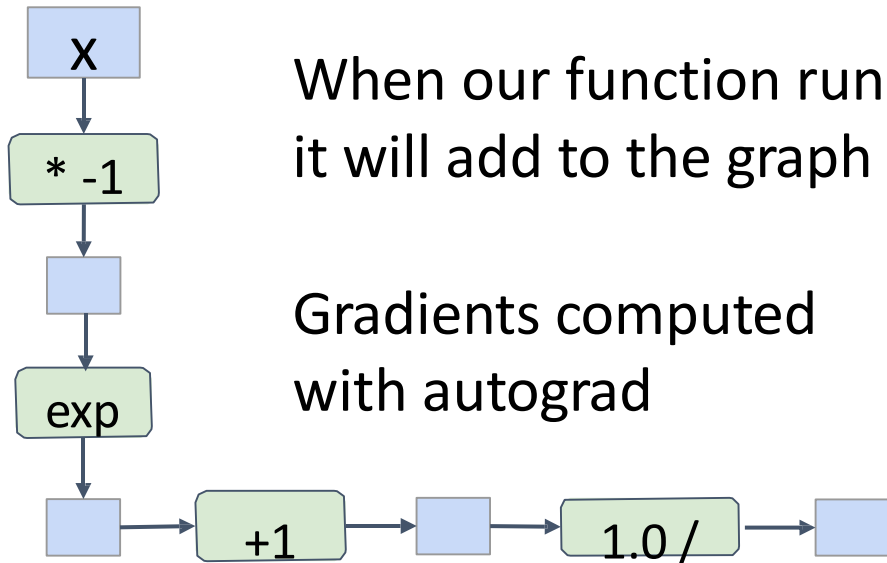 x
When our function run
it will add to the graph
* -1
Gradients computed
with autograd
exp
+1
1.0 /